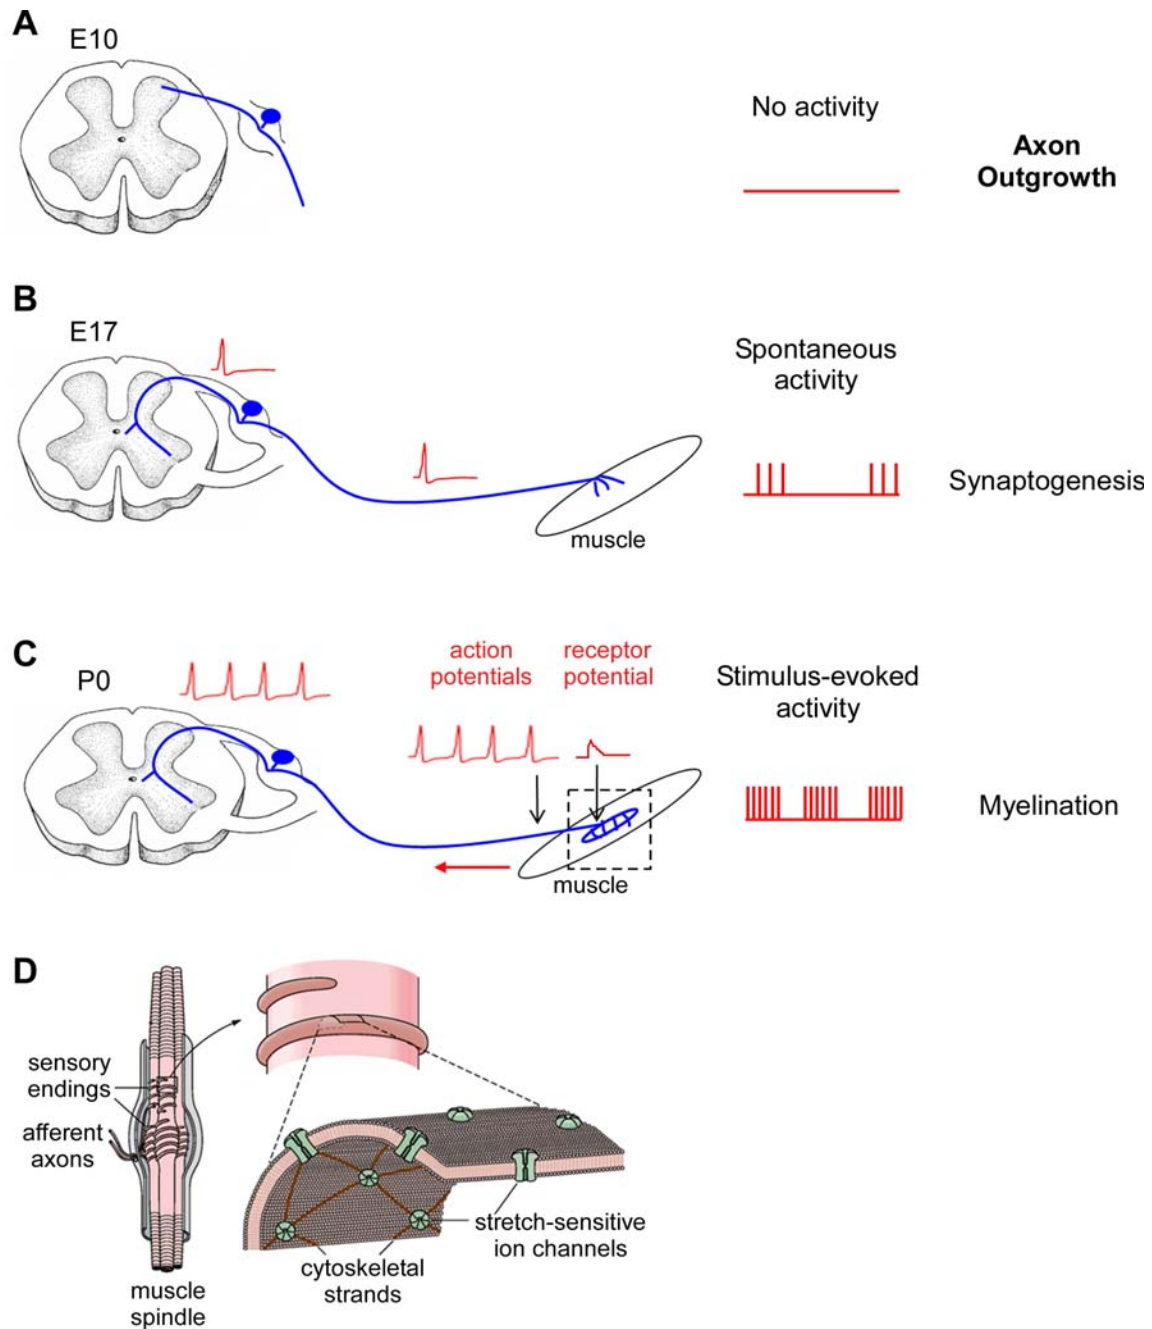 A
E10
No activity
Axon
Outgrowth
B
E17
Spontaneous
activity
Synaptogenesis
muscle
C
P0
action
potentials
receptor
potential
Stimulus-evoked
activity
Myelination
muscle
D
sensory
endings
afferent
axons
muscle
spindle
stretch-sensitive
ion channels
cytoskeletal
strands